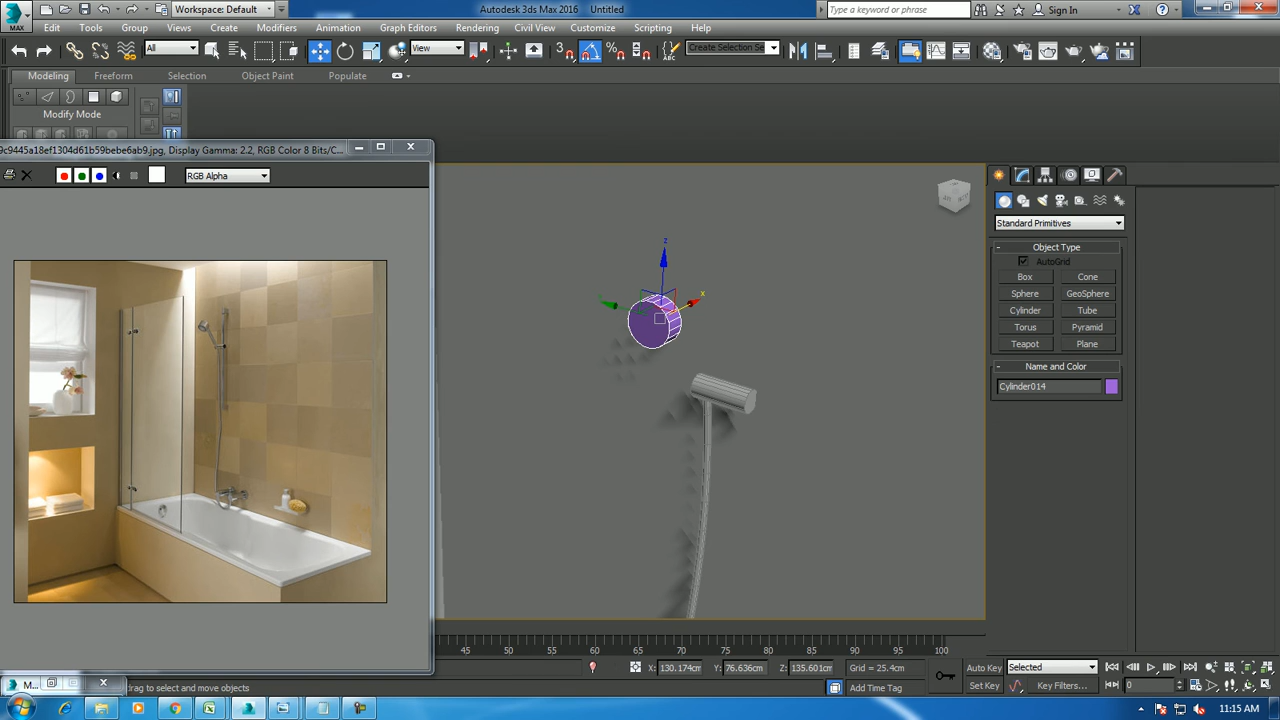 MAX
Workspace: Default
Autodesk 3ds Max 2016
Untitled
Type a keyword or phrase
Sign In
Edit
Tools
Group
Views
Create
Modifiers
Animation
Graph Editors
Rendering
Civil View
Customize
Scripting
Help
All
View
Create Selection Se
Modeling
Freeform
Selection
Object Paint
Populate
Modify Mode
9c9445a18ef1304d61b59bebe6ab9.jpg, Display Gamma: 2.2, RGB Color 8 Bits/C...
RGB Alpha
z
x
Standard Primitives
Object Type
AutoGrid
Box
Cone
Sphere
GeoSphere
Cylinder
Tube
Torus
Pyramid
Teapot
Plane
Name and Color
Cylinder014
45
50
55
60
65
70
75
80
85
90
95
100
X: 130.174cm
Y: 76.636cm
Z: 135.601cm
Grid = 25.4cm
Auto Key
Selected
M...
drag to select and move objects
Add Time Tag
Set Key
Key Filters...
0
11:15 AM